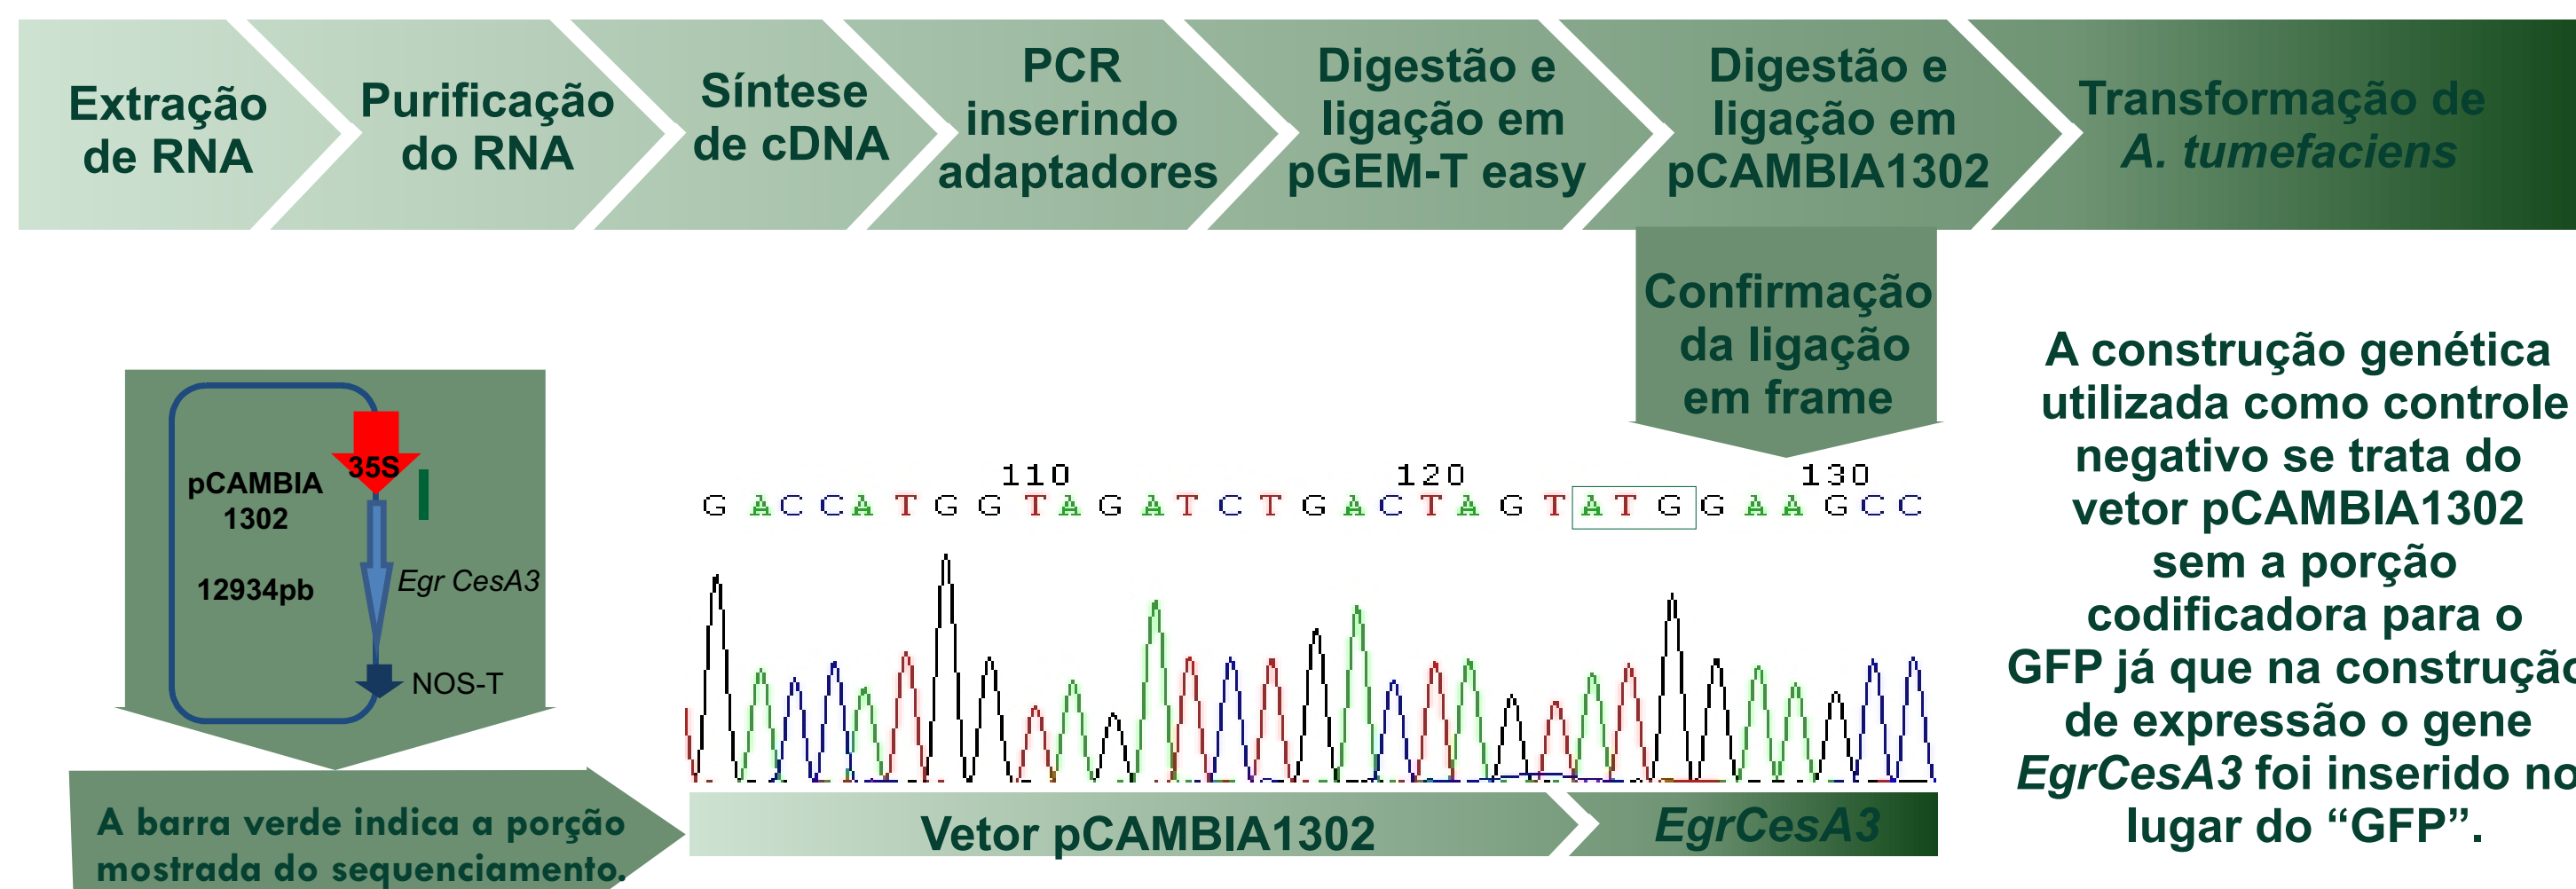 Extração
de RNA
Purificação
do RNA
Síntese
de cDNA
PCR
inserindo
adaptadores
Digestão e
ligação em
pGEM-T easy
Digestão e
ligação em
pCAMBIA1302
Transformação de
A. tumefaciens
Confirmação
da ligação
em frame
pCAMBIA
1302
12934pb
35S
Egr CesA3
NOS-T
A barra verde indica a porção
mostrada do sequenciamento.
110 120 130
G A C C A T G G T A G A T C T G A C T A G T A T G G A A G C C
Vetor pCAMBIA1302
EgrCesA3
A construção genética
utilizada como controle
negativo se trata do
vetor pCAMBIA1302
sem a porção
codificadora para o
GFP já que na construção
de expressão o gene
EgrCesA3 foi inserido no
lugar do “GFP”.